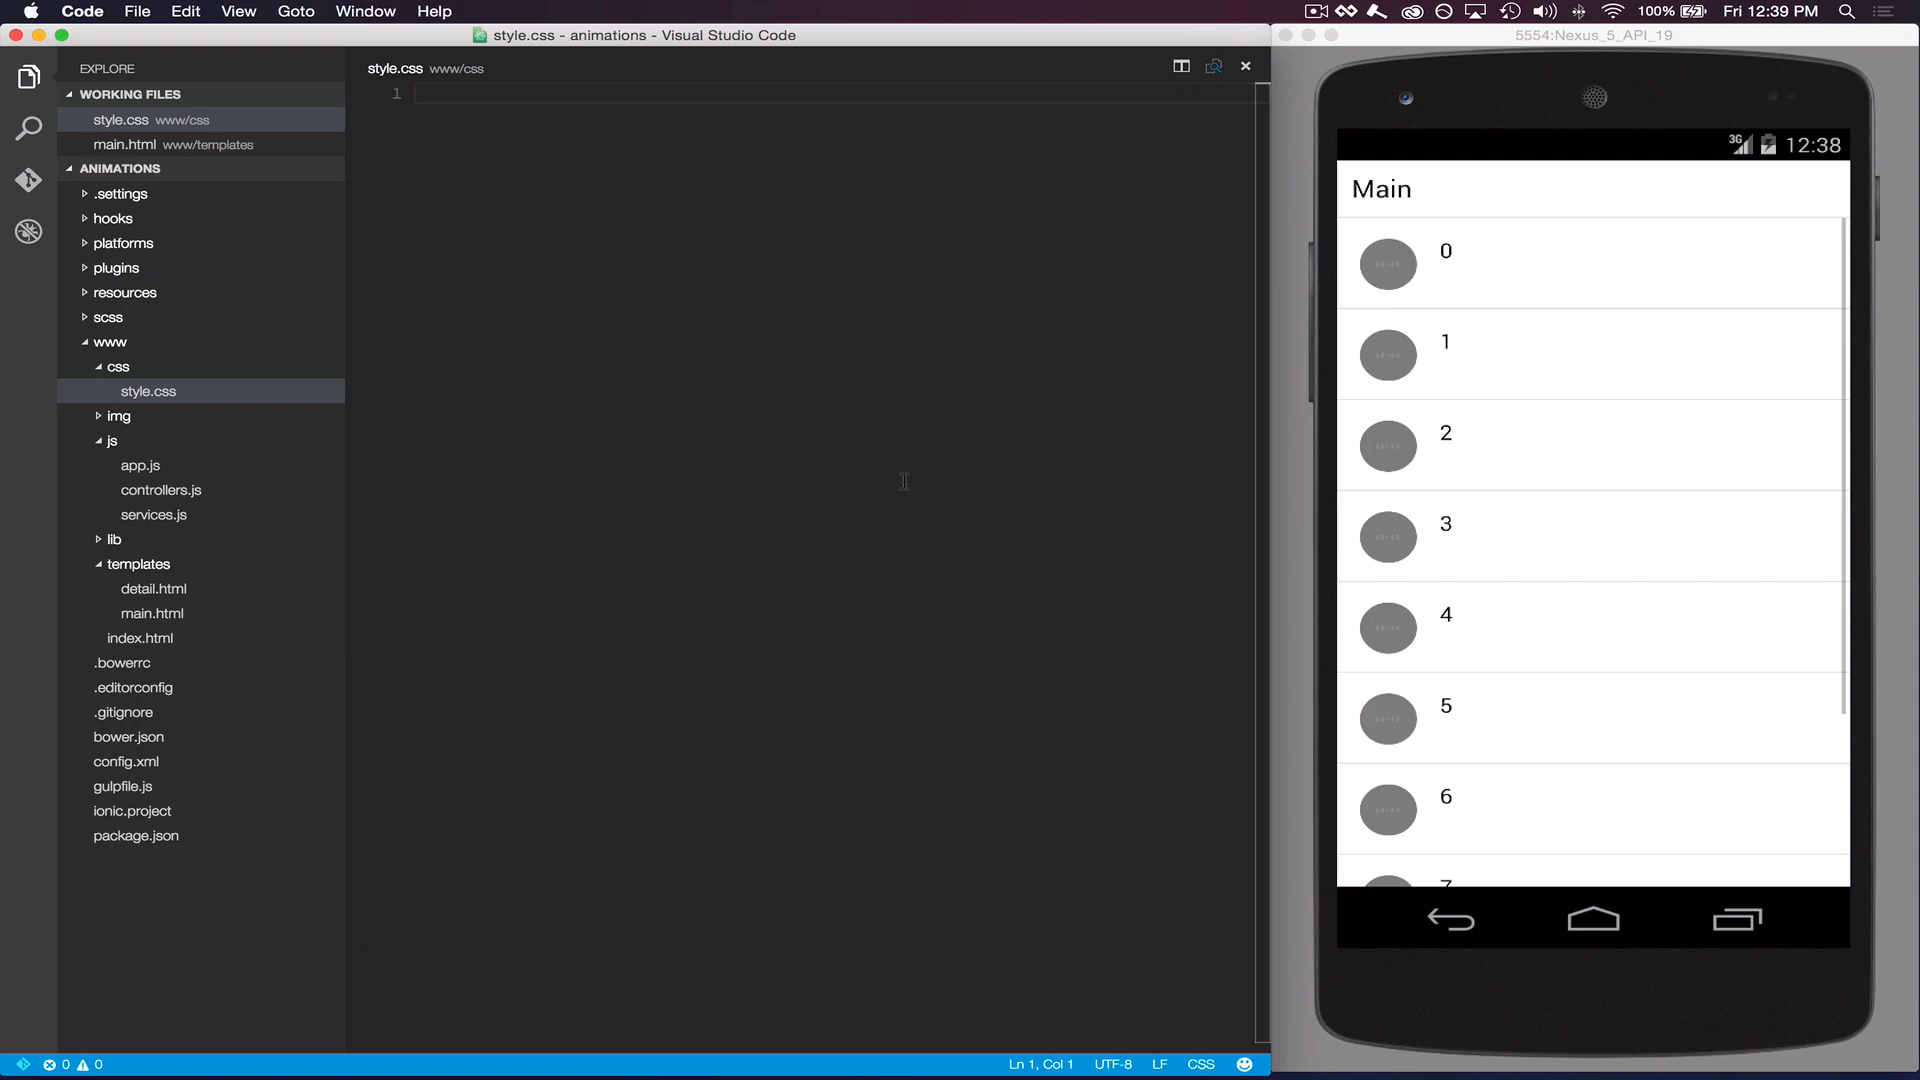 Code File Edit View Goto Window Help
100% Fri 12:39 PM
style.css - animations - Visual Studio Code
5554:Nexus_5_API_19
EXPLORE
WORKING FILES
style.css www/css
main.html www/templates
ANIMATIONS
.settings
hooks
platforms
plugins
resources
scss
www
css
style.css
img
js
app.js
controllers.js
services.js
lib
templates
detail.html
main.html
index.html
.bowerrc
.editorconfig
.gitignore
bower.json
config.xml
gulpfile.js
ionic.project
package.json
style.css www/css
1
3G 12:38
Main
0
1
2
3
4
5
6
7
0 0
Ln 1, Col 1 UTF-8 LF CSS